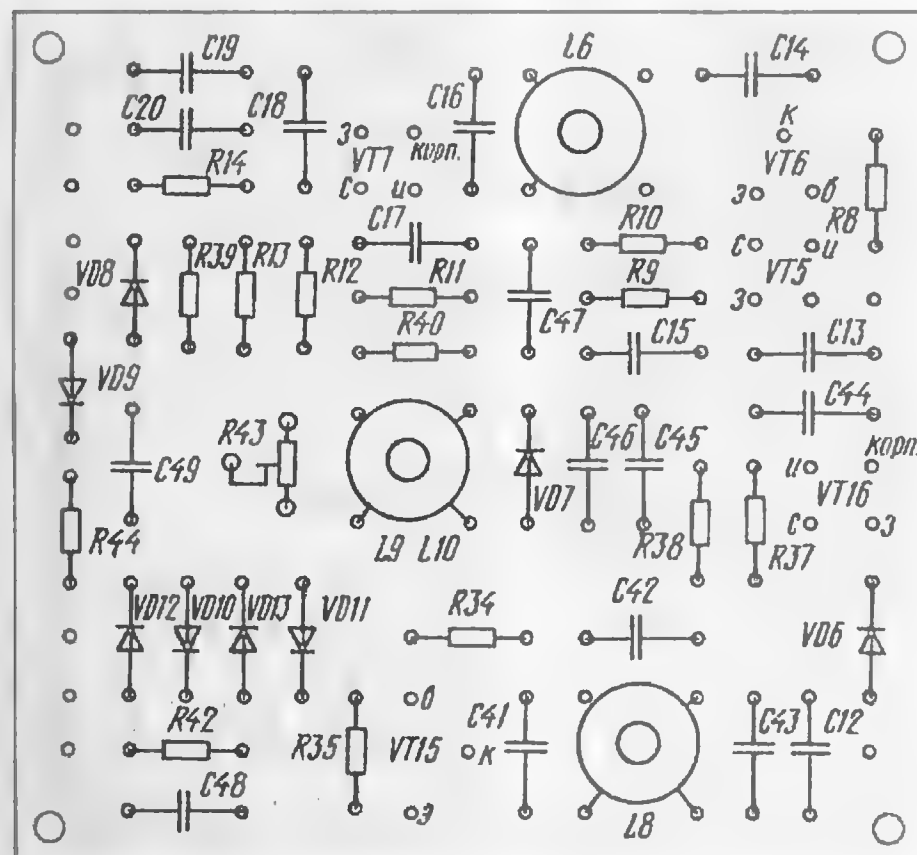 C19 L6 C14
C20 C18 C16 к
з VT7 корп. VT6
R14 с и э б R8
C17 R10 с и
VD8 R39 R13 R12 R11 R9 VT5
R40 C47 з
C15 C13
VD9 C44
R43 C46 C45 корп.
C49 VD7 и VT16
R44 L9 L10 R38 R37 с з
VD12 VD10 VD13 VD11 R34 C42 VD6
R42 R35 б C41 C43 C12
VT15 к
C48 э L8